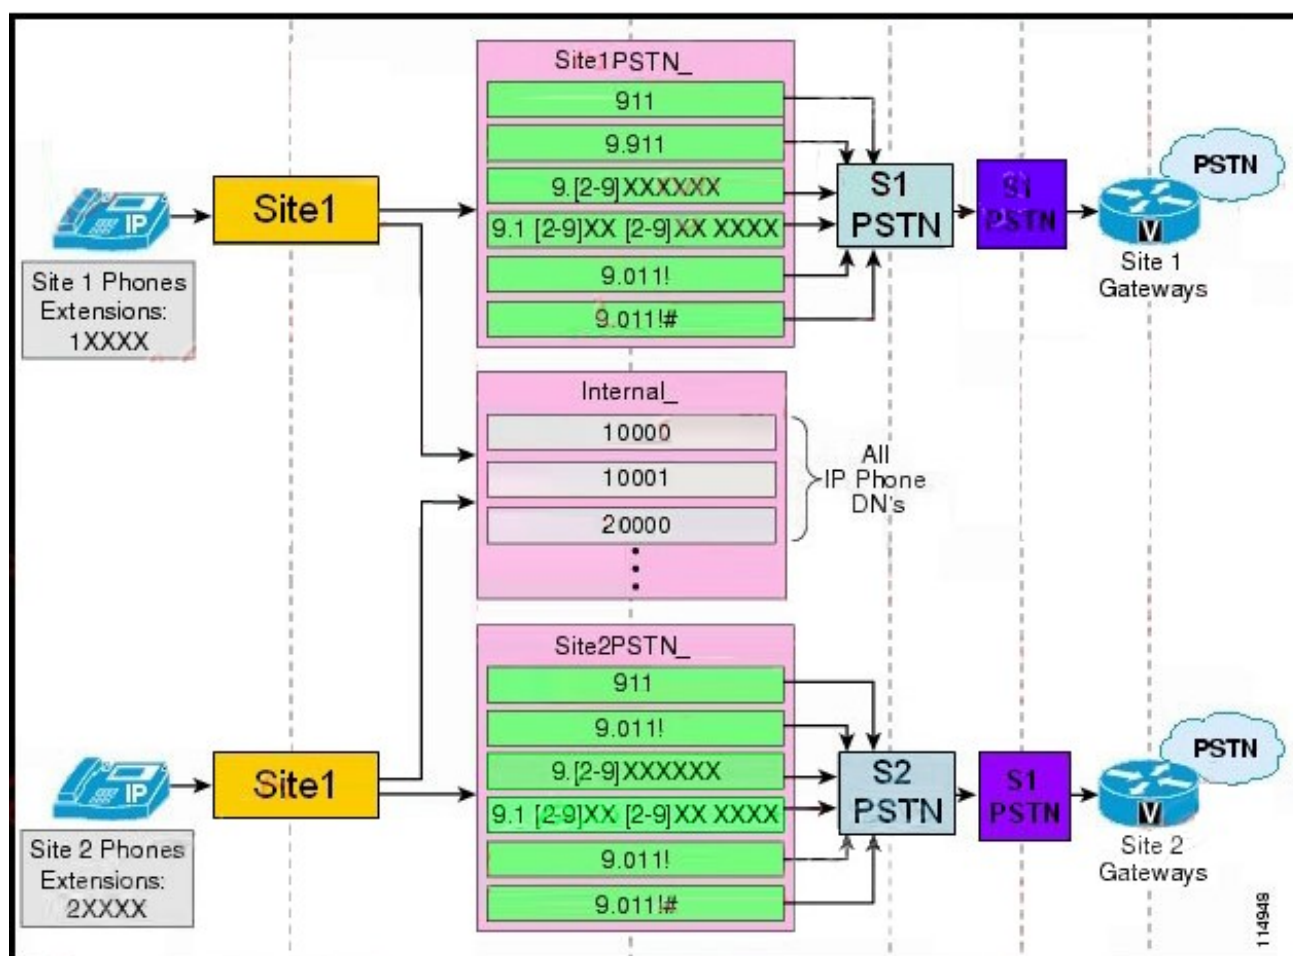 Site1PSTN_
911
9.911
9.[2-9]XXXXXX
9.1 [2-9]XX [2-9]XX XXXX
9.011!
9.011!#
IP
Site 1 Phones
Extensions:
1XXXX
Site1
S1
PSTN
S1
PSTN
PSTN
V
Site 1
Gateways
Internal_
10000
10001
20000
All
IP Phone
DN's
Site2PSTN_
911
9.011!
9.[2-9]XXXXXX
9.1 [2-9]XX [2-9]XX XXXX
9.011!
9.011!#
IP
Site 2 Phones
Extensions:
2XXXX
Site1
S2
PSTN
S1
PSTN
PSTN
V
Site 2
Gateways
114949